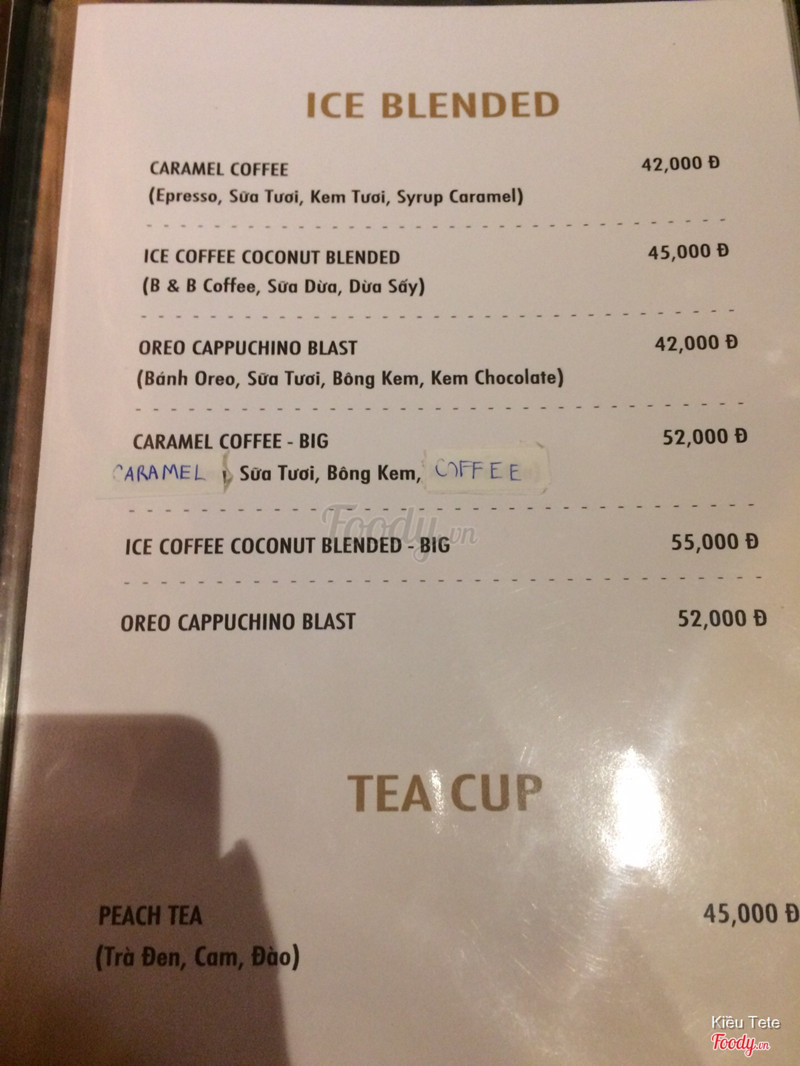 ICE BLENDED
CARAMEL COFFEE 42,000 Đ
(Epresso, Sữa Tươi, Kem Tươi, Syrup Caramel)
ICE COFFEE COCONUT BLENDED 45,000 Đ
(B & B Coffee, Sữa Dừa, Dừa Sấy)
OREO CAPPUCHINO BLAST 42,000 Đ
(Bánh Oreo, Sữa Tươi, Bông Kem, Kem Chocolate)
CARAMEL COFFEE - BIG 52,000 Đ
CARAMEL, Sữa Tươi, Bông Kem, COFFEE
Foody.vn
ICE COFFEE COCONUT BLENDED - BIG 55,000 Đ
OREO CAPPUCHINO BLAST 52,000 Đ
TEA CUP
PEACH TEA 45,000 Đ
(Trà Đen, Cam, Đào)
Kiều Tete
Foody.vn